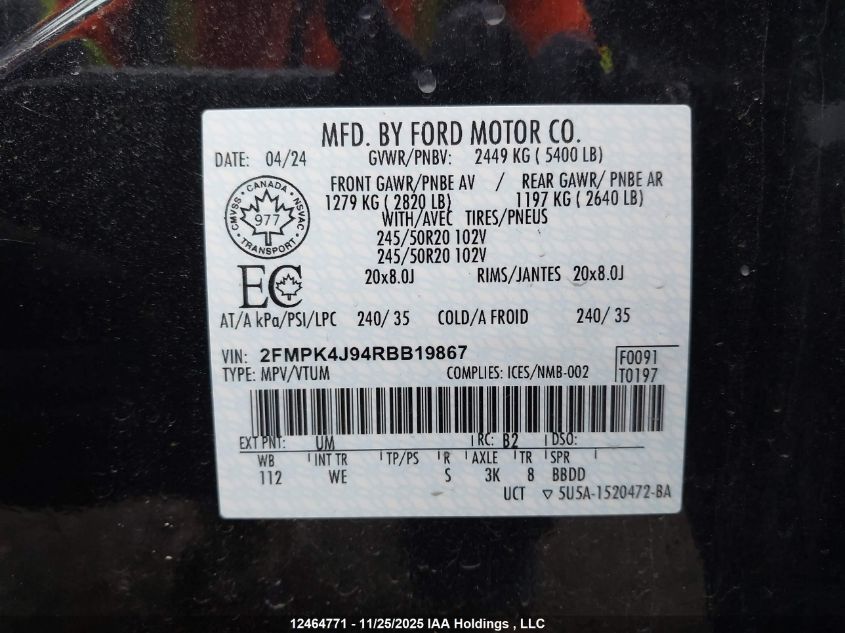 MFD. BY FORD MOTOR CO.
DATE: 04/24 GVWR/PNBV: 2449 KG ( 5400 LB)
FRONT GAWR/PNBE AV / REAR GAWR/ PNBE AR
1279 KG ( 2820 LB) 1197 KG ( 2640 LB)
WITH/AVEC TIRES/PNEUS
245/50R20 102V
245/50R20 102V
20x8.0J RIMS/JANTES 20x8.0J
CANADA
CMVSS 977 NSVAC
TRANSPORT
EC
AT/A kPa/PSI/LPC 240/ 35 COLD/A FROID 240/ 35
VIN: 2FMPK4J94RBB19867 F0091
TYPE: MPV/VTUM COMPLIES: ICES/NMB-002 T0197
EXT PNT: UM RC: B2 DSO:
WB INT TR TP/PS R AXLE TR SPR
112 WE S 3K 8 BBDD
UCT ▽ 5U5A-1520472-BA
12464771 - 11/25/2025 IAA Holdings , LLC